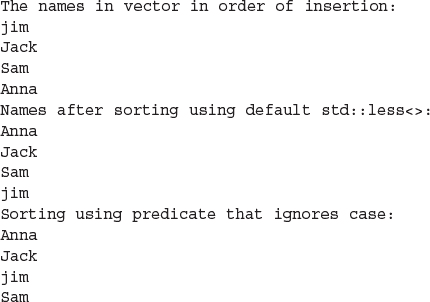 The names in vector in order of insertion:
jim
Jack
Sam
Anna
Names after sorting using default std::less<>:
Anna
Jack
Sam
jim
Sorting using predicate that ignores case:
Anna
Jack
jim
Sam